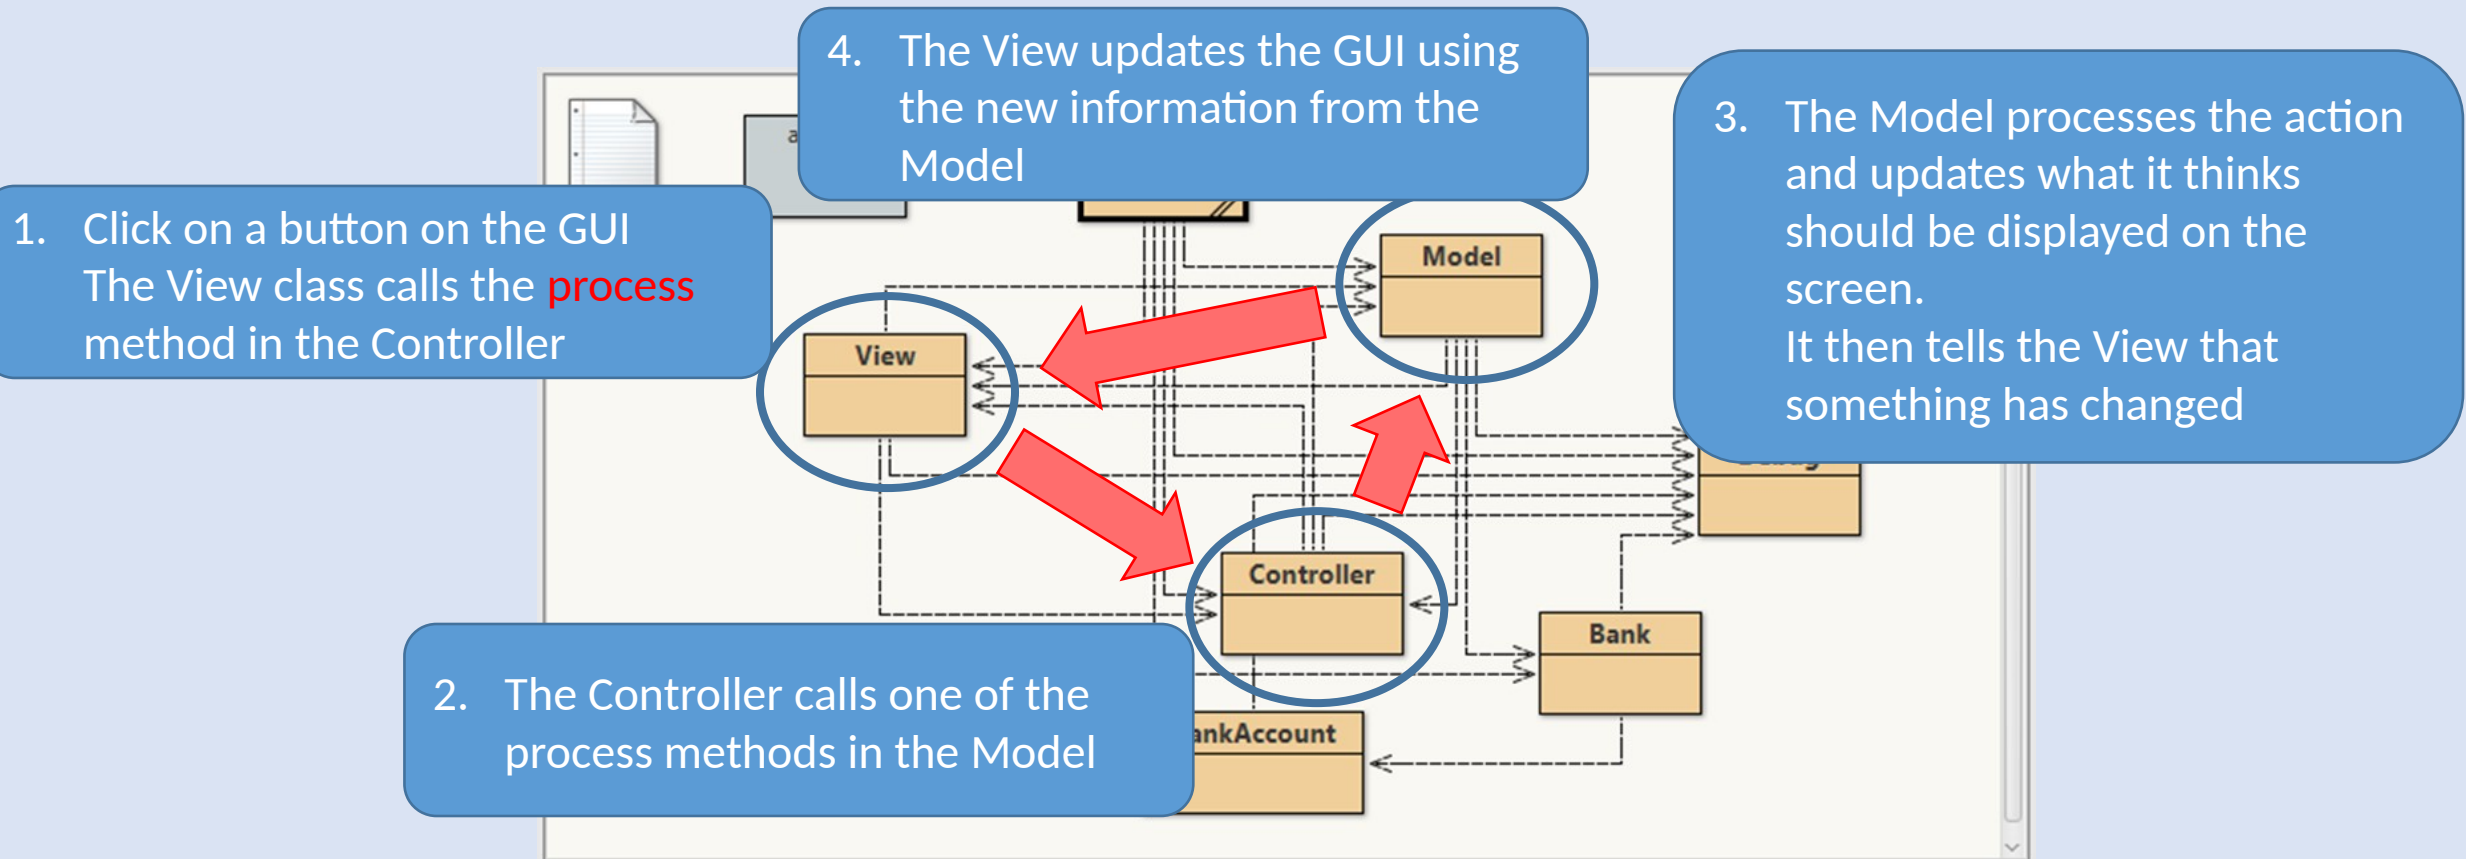 4. The View updates the GUI using
the new information from the
Model
3. The Model processes the action
and updates what it thinks
should be displayed on the
screen.
It then tells the View that
something has changed
1. Click on a button on the GUI
The View class calls the process
method in the Controller
Model
View
Controller
Bank
2. The Controller calls one of the
process methods in the Model
ankAccount